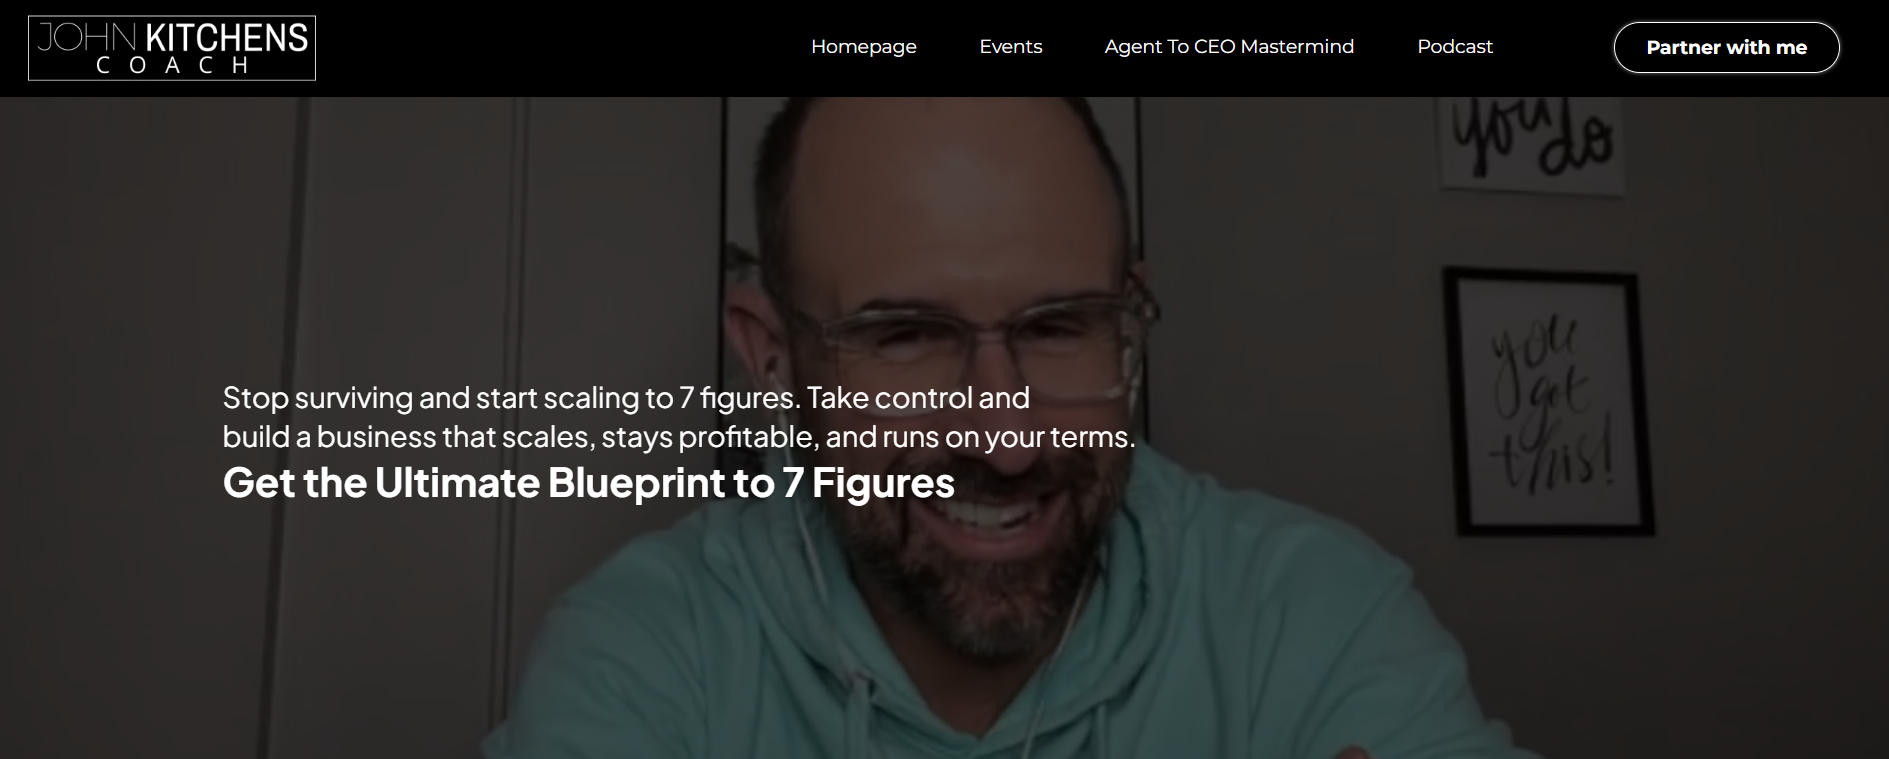 JOHN KITCHENS
COACH
Homepage
Events
Agent To CEO Mastermind
Podcast
Partner with me
you
do
Stop surviving and start scaling to 7 figures. Take control and
build a business that scales, stays profitable, and runs on your terms.
Get the Ultimate Blueprint to 7 Figures
you
got
this!